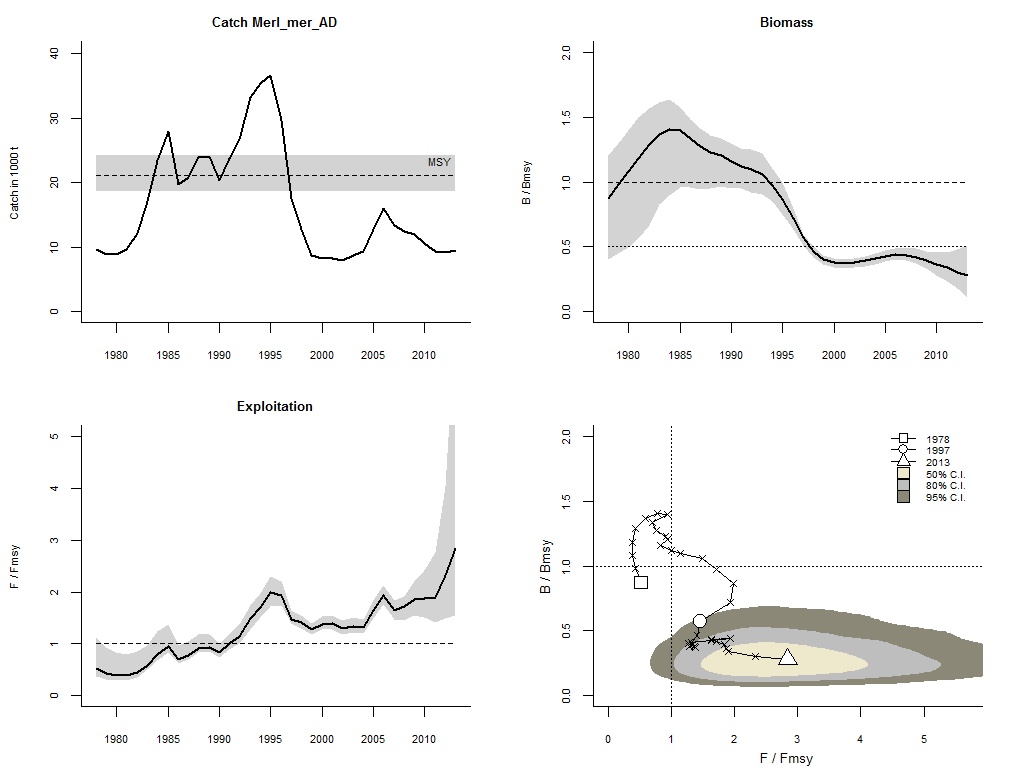 Catch Merl_mer_AD
Catch in 1000 t
40
30
20
10
0
MSY
1980 1985 1990 1995 2000 2005 2010
Biomass
B / Bmsy
2.0
1.5
1.0
0.5
0.0
1980 1985 1990 1995 2000 2005 2010
Exploitation
F / Fmsy
5
4
3
2
1
0
1980 1985 1990 1995 2000 2005 2010
B / Bmsy
2.0
1.5
1.0
0.5
0.0
1978
1997
2013
50% C.I.
80% C.I.
95% C.I.
0 1 2 3 4 5
F / Fmsy